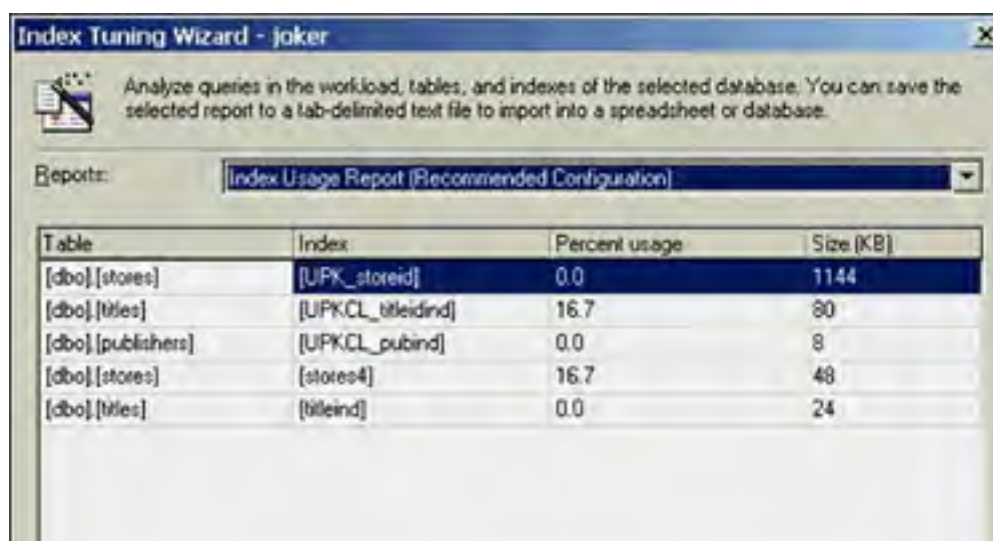 Index Tuning Wizard - joker
Analyze queries in the workload, tables, and indexes of the selected database. You can save the
selected report to a tab-delimited text file to import into a spreadsheet or database.
Reports: Index Usage Report (Recommended Configuration)
Table Index Percent usage Size (KB)
[dbo].[stores] [UPK_storeid] 0.0 1144
[dbo].[titles] [UPKCL_titleidind] 16.7 80
[dbo].[publishers] [UPKCL_pubind] 0.0 8
[dbo].[stores] [stores4] 16.7 48
[dbo].[titles] [titleind] 0.0 24